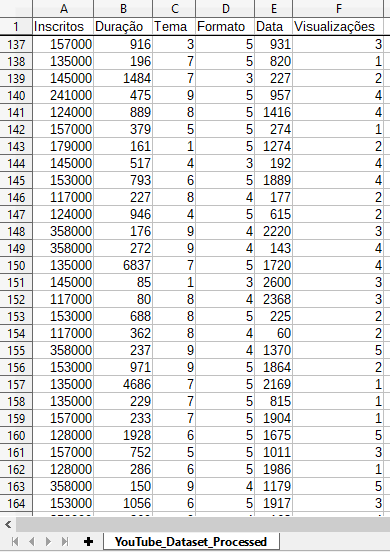 A B C D E F
1 Inscritos Duração Tema Formato Data Visualizações
137 157000 916 3 5 931 3
138 135000 196 7 5 820 1
139 145000 1484 7 3 227 2
140 241000 475 9 5 957 4
141 124000 889 8 5 1416 4
142 157000 379 5 5 274 1
143 179000 161 1 5 1274 2
144 145000 517 4 3 192 4
145 153000 793 6 5 1889 4
146 117000 227 8 4 177 2
147 124000 946 4 5 615 2
148 358000 176 9 4 2220 3
149 358000 272 9 4 143 4
150 135000 6837 7 5 1720 4
151 145000 85 1 3 2600 3
152 117000 80 8 4 2368 3
153 153000 688 8 5 225 2
154 117000 362 8 4 60 2
155 358000 237 9 4 1370 5
156 153000 971 9 5 1864 2
157 135000 4686 7 5 2169 1
158 135000 229 7 5 815 1
159 157000 233 7 5 1904 1
160 128000 1928 6 5 1675 5
161 157000 752 5 5 1011 3
162 128000 286 6 5 1986 1
163 358000 150 9 4 1179 5
164 153000 1056 6 5 1917 3
YouTube_Dataset_Processed